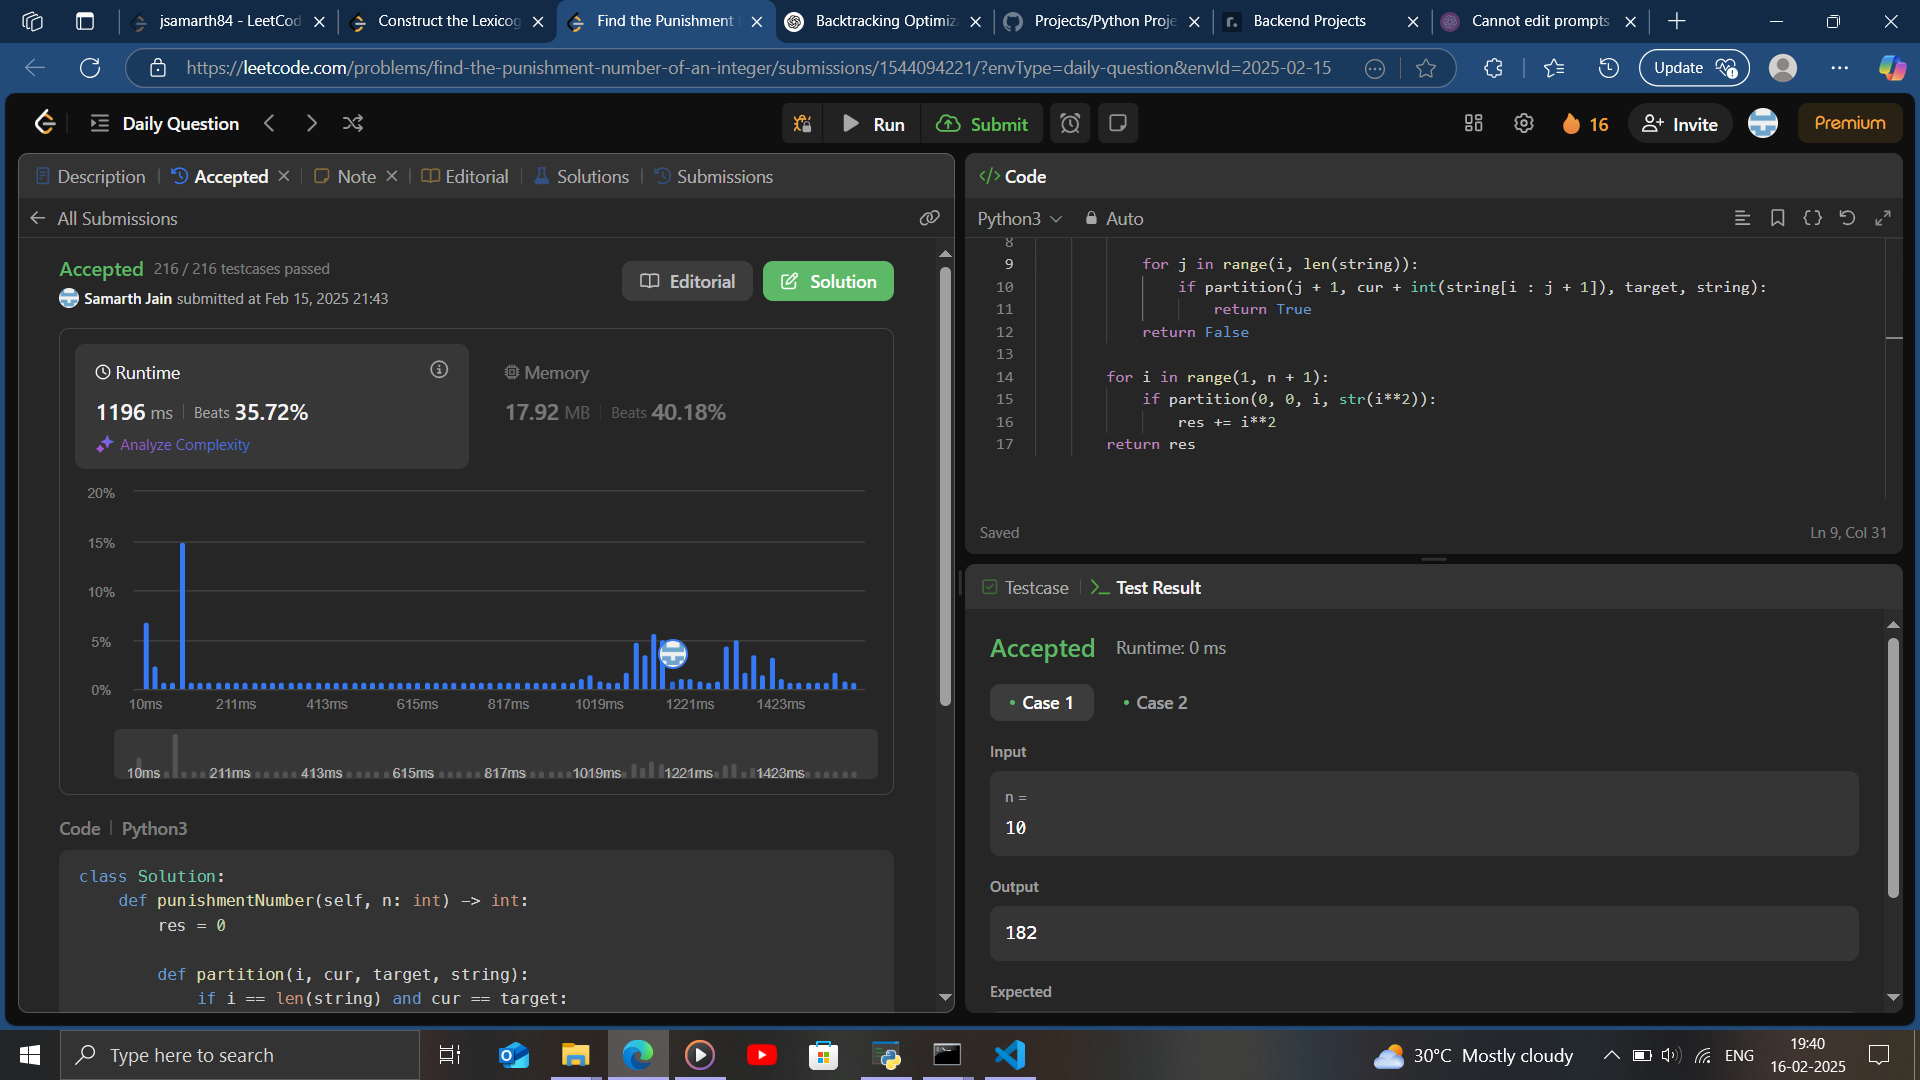 jsamarth84 - LeetCod
Construct the Lexicog
Find the Punishment
Backtracking Optimiza
Projects/Python Proje
Backend Projects
Cannot edit prompts
https://leetcode.com/problems/find-the-punishment-number-of-an-integer/submissions/1544094221/?envType=daily-question&envId=2025-02-15
Update
Daily Question
Run
Submit
16
Invite
Premium
Description
Accepted
Note
Editorial
Solutions
Submissions
All Submissions
Accepted 216 / 216 testcases passed
Samarth Jain submitted at Feb 15, 2025 21:43
Editorial
Solution
Runtime
1196 ms Beats 35.72%
Analyze Complexity
Memory
17.92 MB Beats 40.18%
20%
15%
10%
5%
0%
10ms 211ms 413ms 615ms 817ms 1019ms 1221ms 1423ms
10ms 211ms 413ms 615ms 817ms 1019ms 1221ms 1423ms
Code Python3
class Solution:
    def punishmentNumber(self, n: int) -> int:
        res = 0
        def partition(i, cur, target, string):
            if i == len(string) and cur == target:
</> Code
Python3
Auto
8
9 for j in range(i, len(string)):
10 if partition(j + 1, cur + int(string[i : j + 1]), target, string):
11 return True
12 return False
13
14 for i in range(1, n + 1):
15 if partition(0, 0, i, str(i**2)):
16 res += i**2
17 return res
Saved
Ln 9, Col 31
Testcase
Test Result
Accepted Runtime: 0 ms
Case 1
Case 2
Input
n =
10
Output
182
Expected
Type here to search
30°C Mostly cloudy
ENG
19:40
16-02-2025